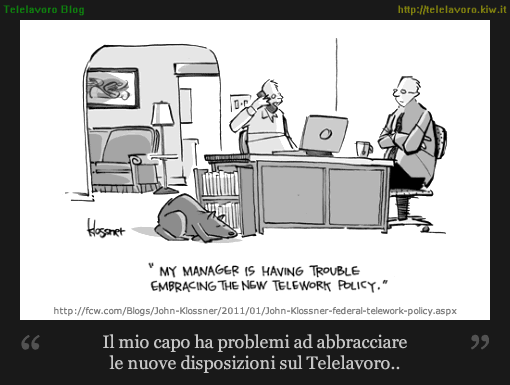 Telelavoro Blog
http://telelavoro.kiw.it
klossner
"MY MANAGER IS HAVING TROUBLE
EMBRACING THE NEW TELEWORK POLICY."
http://fcw.com/Blogs/John-Klossner/2011/01/John-Klossner-federal-telework-policy.aspx
“ Il mio capo ha problemi ad abbracciare ”
le nuove disposizioni sul Telelavoro..